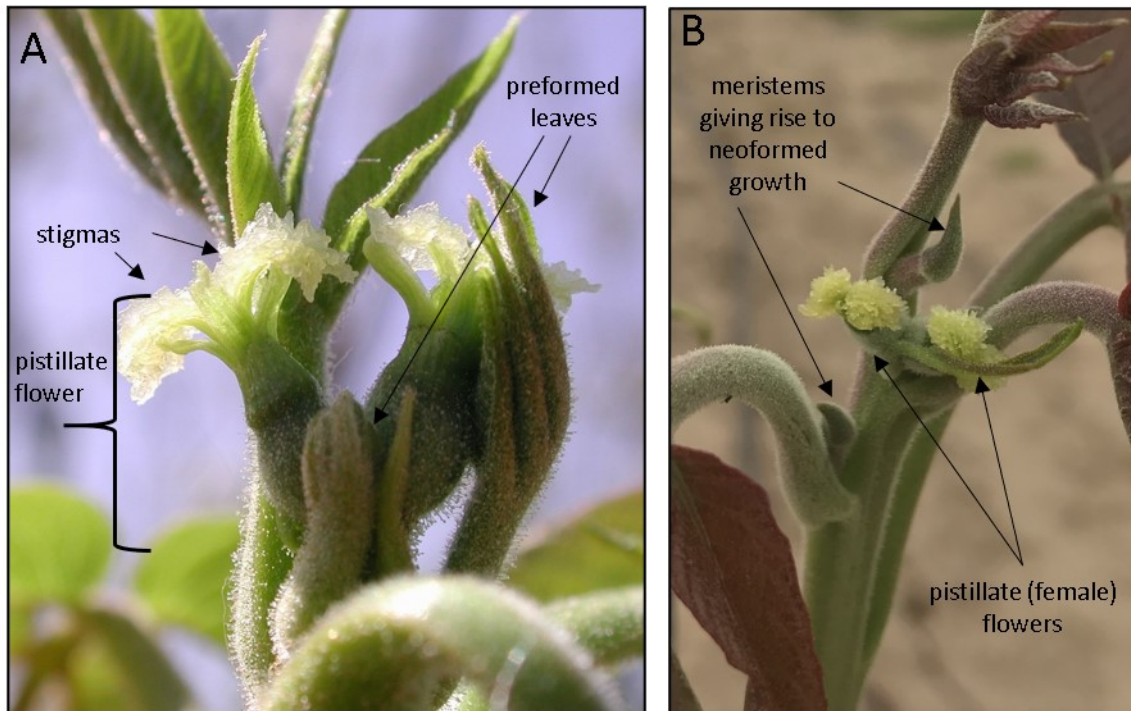 A
preformed
leaves
stigmas
pistillate
flower
B
meristems
giving rise to
neoformed
growth
pistillate (female)
flowers